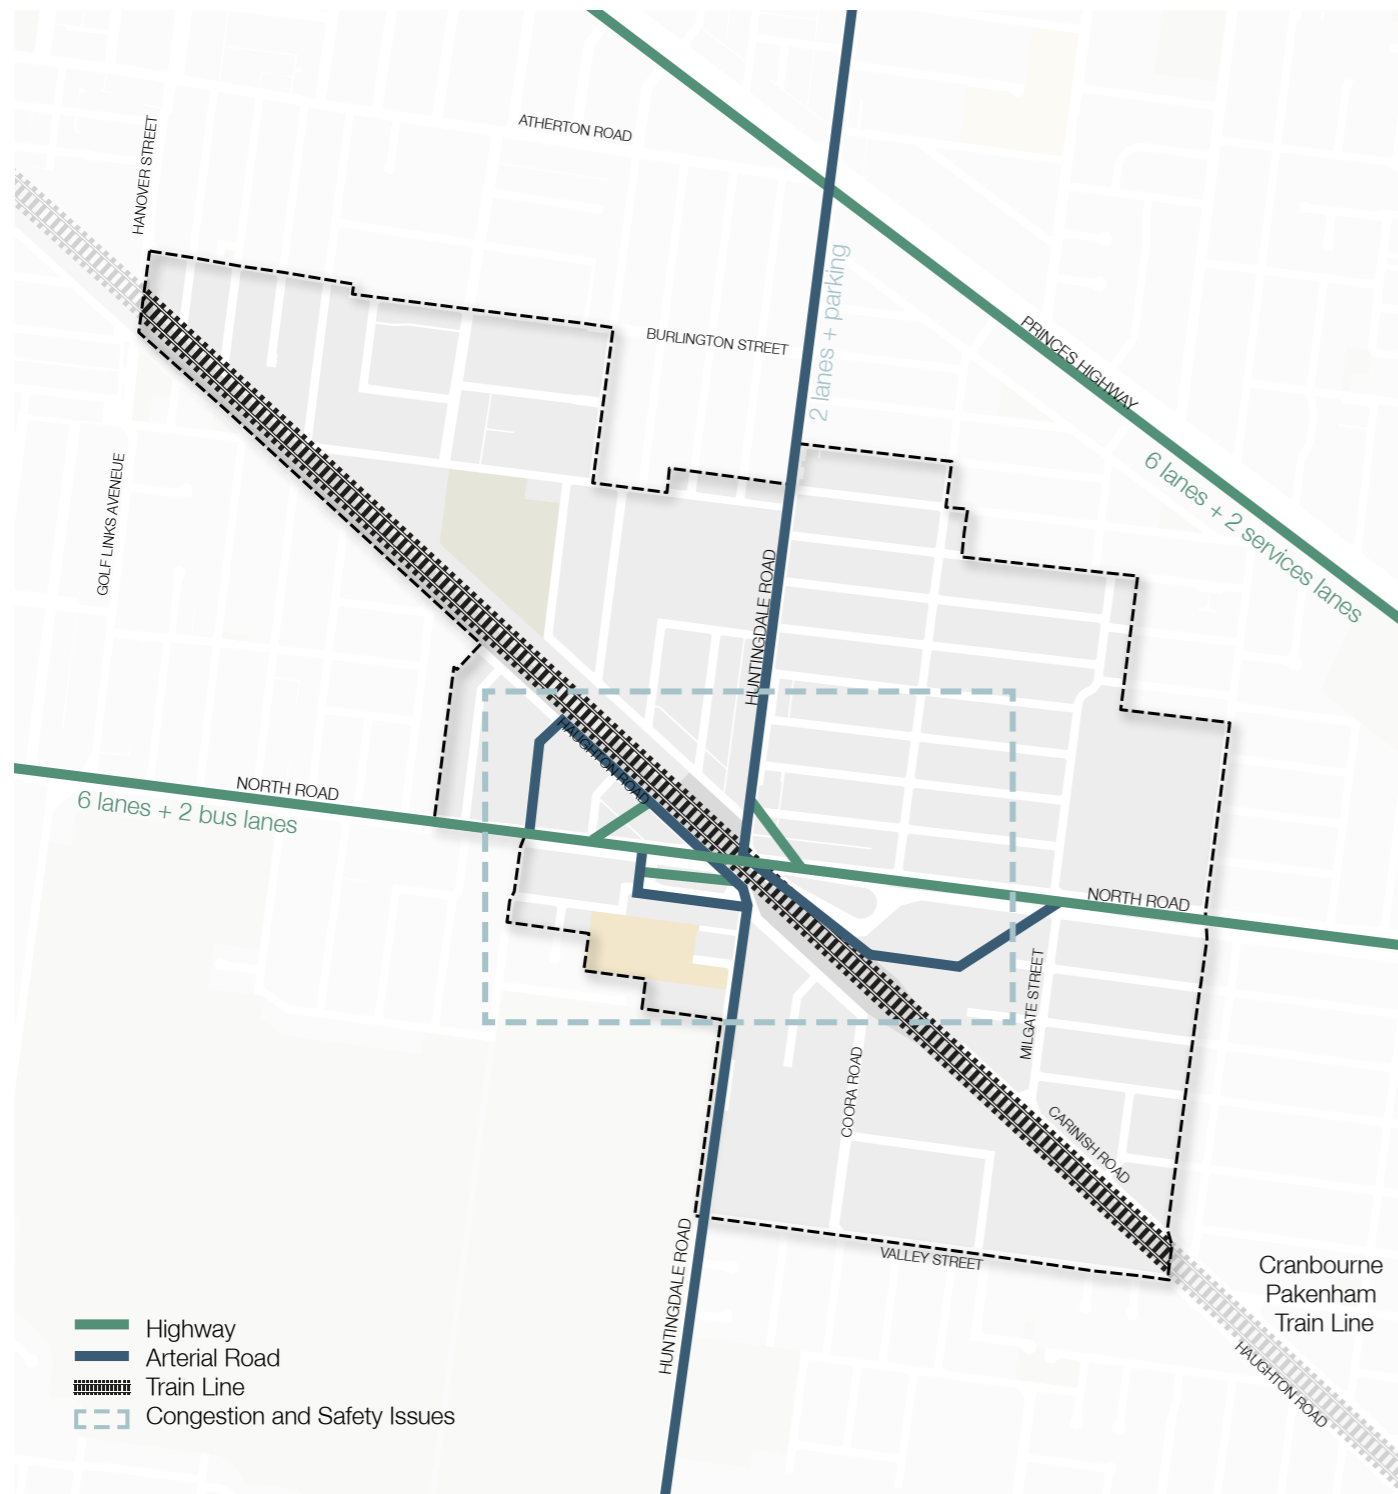 ATHERTON ROAD
HANOVER STREET
2 lanes + parking
BURLINGTON STREET
PRINCES HIGHWAY
6 lanes + 2 services lanes
GOLF LINKS AVENEUE
HUNTINGDALE ROAD
HAUGHTON ROAD
NORTH ROAD
6 lanes + 2 bus lanes
NORTH ROAD
MILGATE STREET
COORA ROAD
CARINISH ROAD
VALLEY STREET
HUNTINGDALE ROAD
Cranbourne
Pakenham
Train Line
HAUGHTON ROAD
Highway
Arterial Road
Train Line
Congestion and Safety Issues